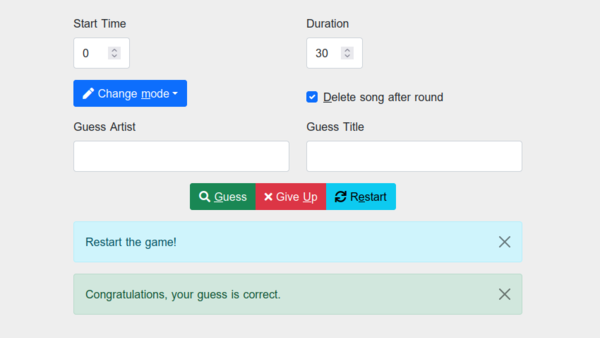 Start Time
Duration
0
30
Change mode
Delete song after round
Guess Artist
Guess Title
Guess
Give Up
Restart
Restart the game!
Congratulations, your guess is correct.